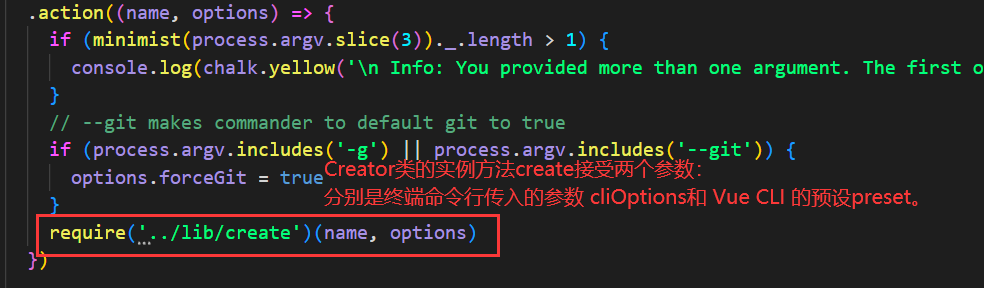 .action((name, options) => {
if (minimist(process.argv.slice(3))._.length > 1) {
console.log(chalk.yellow('\n Info: You provided more than one argument. The first o
}
// --git makes commander to default git to true
if (process.argv.includes('-g') || process.argv.includes('--git')) {
options.forceGit = true
Creator类的实例方法create接受两个参数：
分别是终端命令行传入的参数 cliOptions和 Vue CLI 的预设preset。
}
require('../lib/create')(name, options)
})